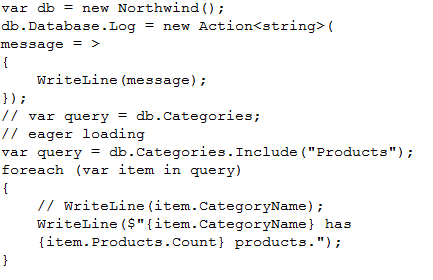 var db = new Northwind();
db.Database.Log = new Action<string>(
message = >
{
    WriteLine(message);
});
// var query = db.Categories;
// eager loading
var query = db.Categories.Include("Products");
foreach (var item in query)
{
    // WriteLine(item.CategoryName);
    WriteLine($"{item.CategoryName} has
    {item.Products.Count} products.");
}